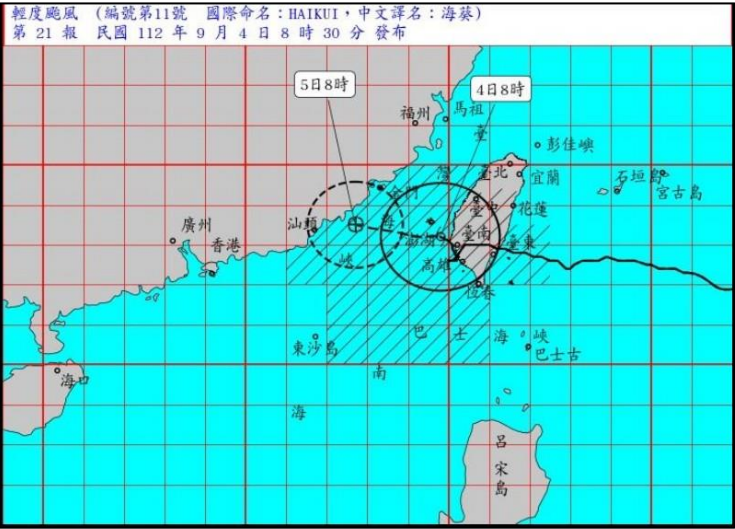 輕度颱風 (編號第11號 國際命名:HAIKUI,中文譯名:海葵)
第 21 報 民國 112 年 9 月 4 日 8 時 30 分 發布
5日8時
4日8時
福州
馬祖
臺
彭佳嶼
灣
臺北
宜蘭
石垣島
宮古島
金門
臺中
花蓮
汕頭
海
廣州
澎湖
臺南
臺東
香港
峽
高雄
恆春
巴 士 海 峽
東沙島
巴士古
南
海口
海
呂
宋
島